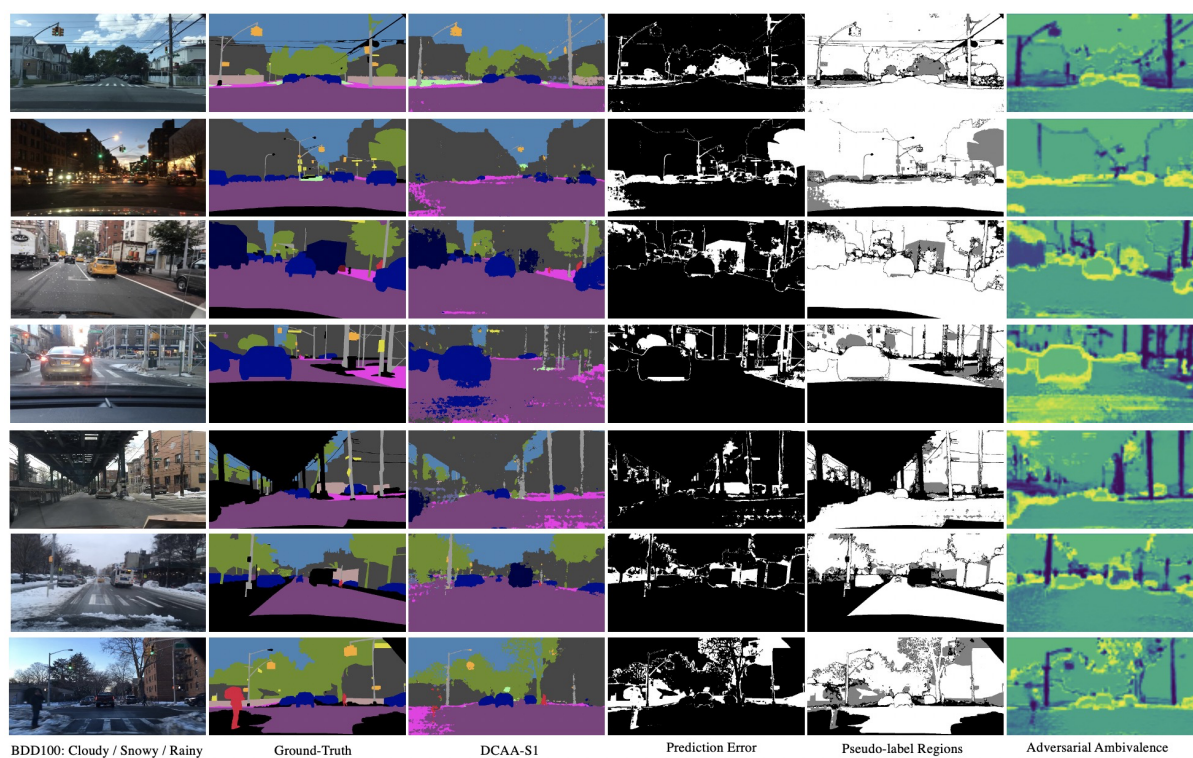 BDD100: Cloudy / Snowy / Rainy
Ground-Truth
DCAA-S1
Prediction Error
Pseudo-label Regions
Adversarial Ambivalence